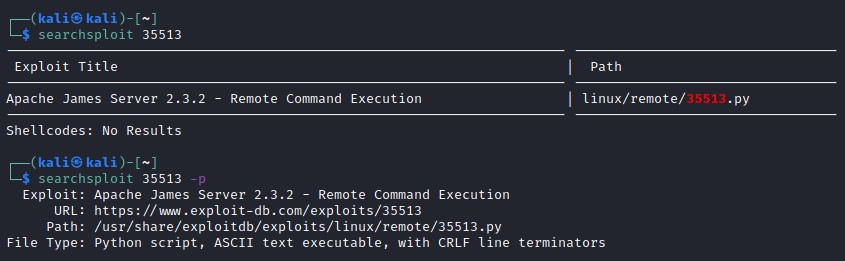 ┌──(kali㉿kali)-[~]
└─$ searchsploit 35513
Exploit Title | Path
Apache James Server 2.3.2 - Remote Command Execution | linux/remote/35513.py
Shellcodes: No Results
┌──(kali㉿kali)-[~]
└─$ searchsploit 35513 -p
Exploit: Apache James Server 2.3.2 - Remote Command Execution
URL: https://www.exploit-db.com/exploits/35513
Path: /usr/share/exploitdb/exploits/linux/remote/35513.py
File Type: Python script, ASCII text executable, with CRLF line terminators